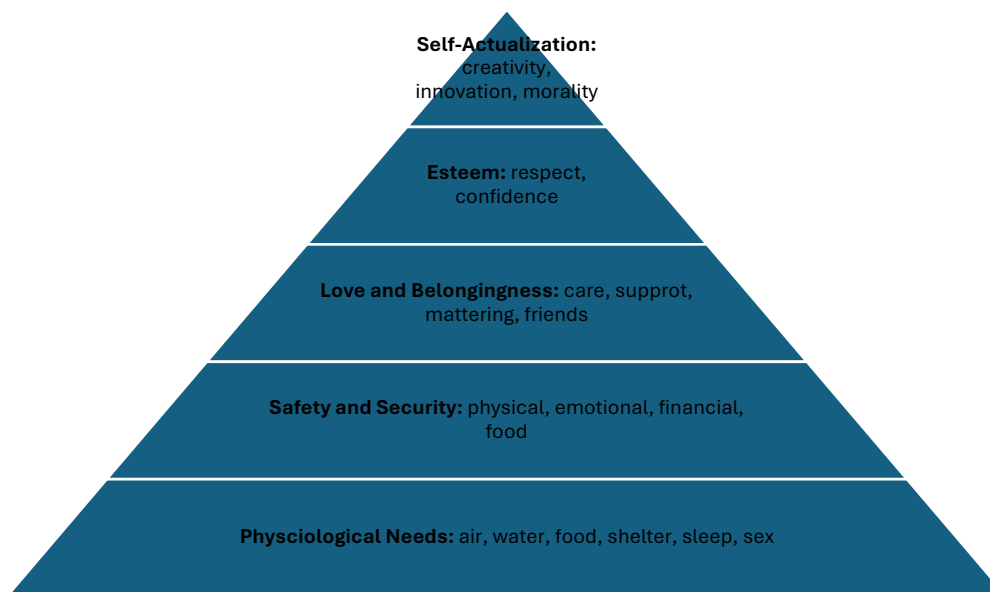 Self-Actualization:
creativity,
innovation, morality
Esteem: respect,
confidence
Love and Belongingness: care, supprot,
mattering, friends
Safety and Security: physical, emotional, financial,
food
Physciological Needs: air, water, food, shelter, sleep, sex